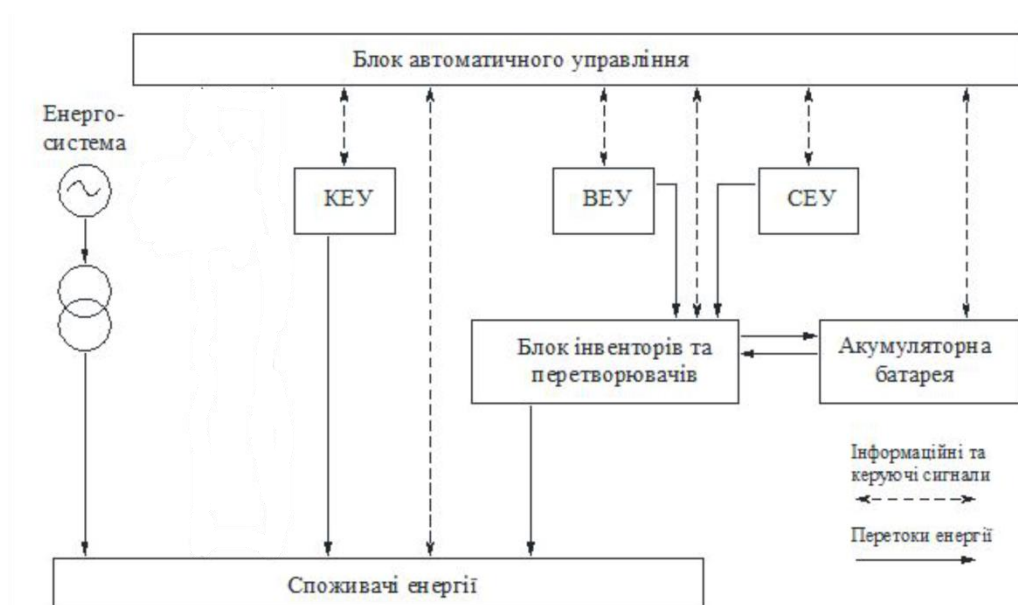 Блок автоматичного управління
Енерго-
система
КЕУ
ВЕУ
СЕУ
Блок інвенторів та
перетворювачів
Акумуляторна
батарея
Інформаційні та
керуючі сигнали
Перетоки енергії
Споживачі енергії